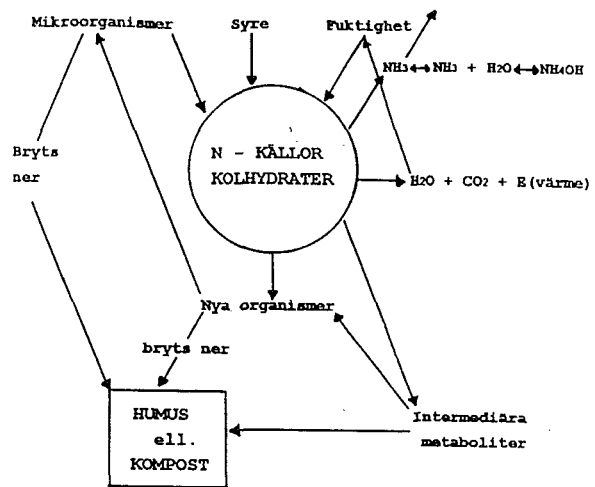 Mikroorganismer
Syre
Fuktighet
NH3 ↔ NH3 + H2O ↔ NH4OH
N - KÄLLOR
KOLHYDRATER
Bryts
ner
H2O + CO2 + E(värme)
Nya organismer
bryts ner
HUMUS
ell.
KOMPOST
Intermediära
metaboliter